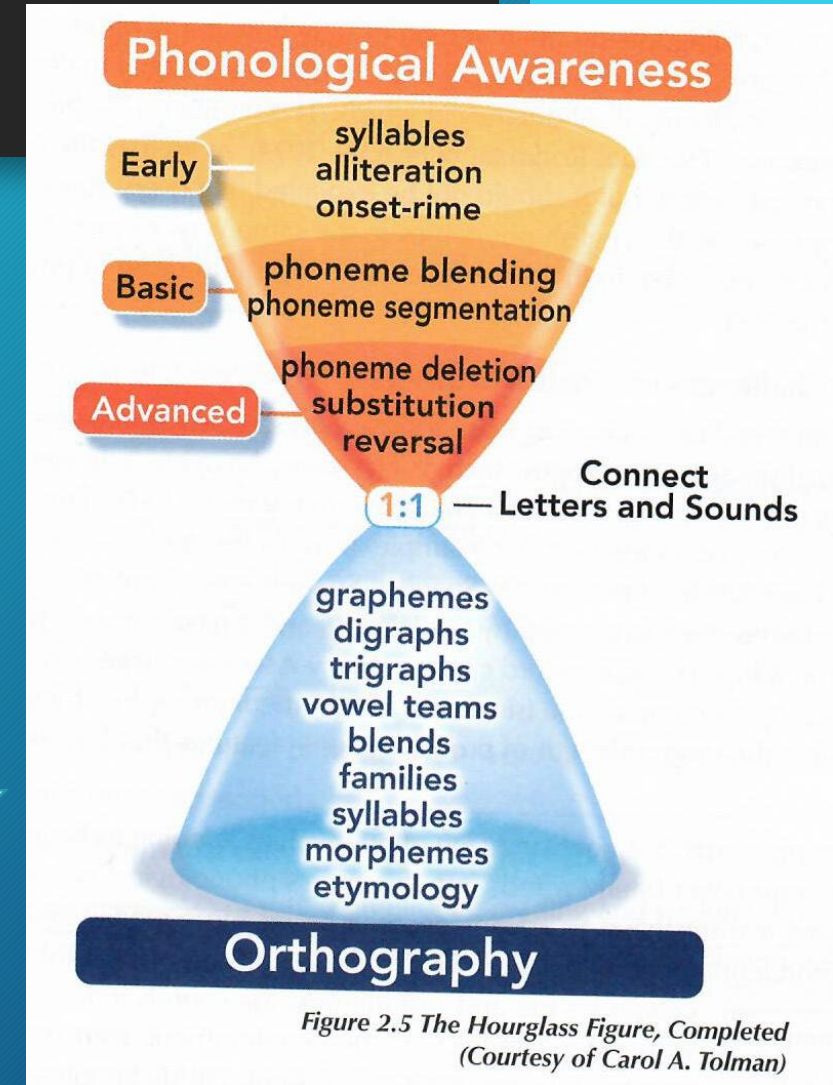 Phonological Awareness
Early
syllables
alliteration
onset-rime
Basic
phoneme blending
phoneme segmentation
Advanced
phoneme deletion
substitution
reversal
1:1
Connect
Letters and Sounds
graphemes
digraphs
trigraphs
vowel teams
blends
families
syllables
morphemes
etymology
Orthography
Figure 2.5 The Hourglass Figure, Completed
(Courtesy of Carol A. Tolman)